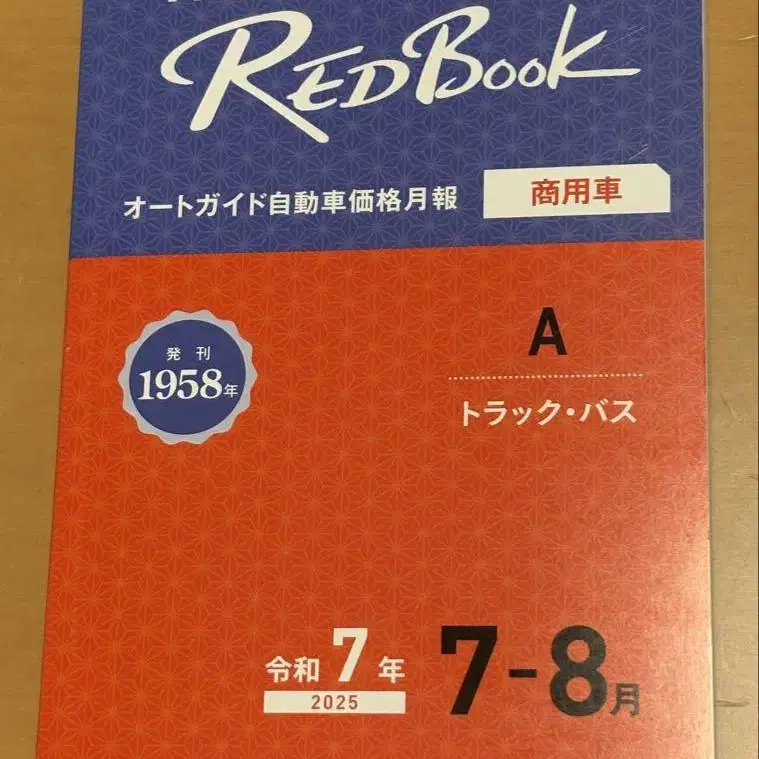 RED BOOK
オートガイド自動車価格月報
商用車
発刊
1958年
A
トラック・バス
令和7年
2025
7-8月